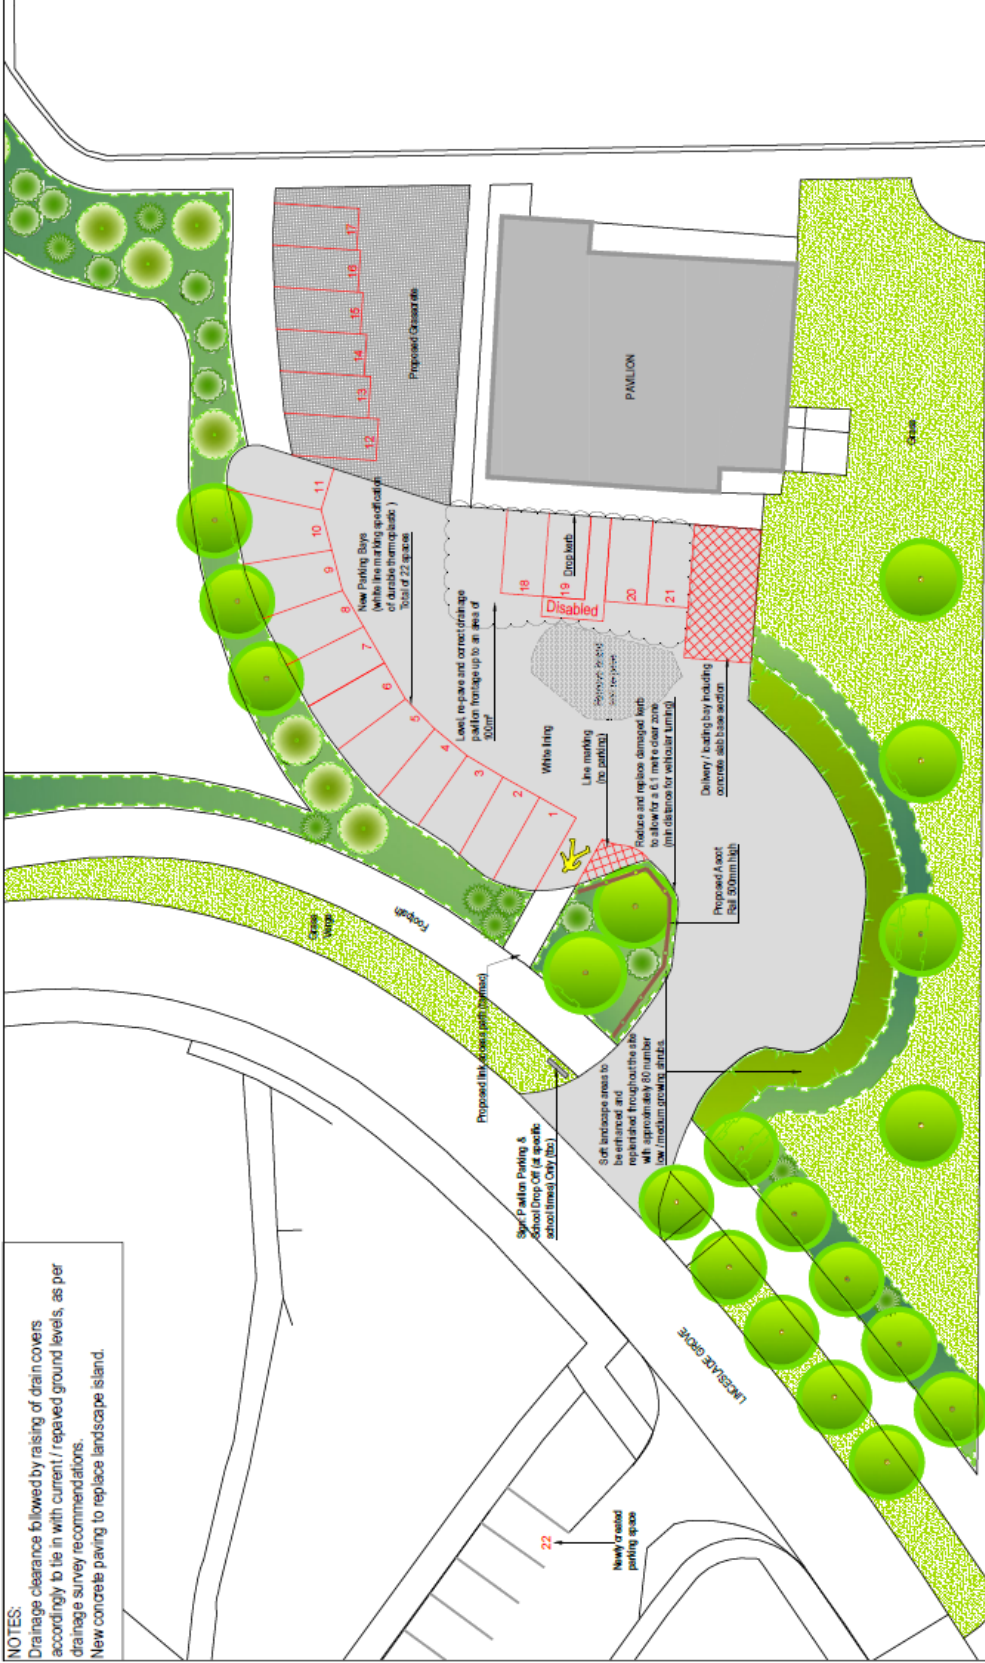 NOTES:
Drainage clearance followed by raising of drain covers
accordingly to tie in with current / repaved ground levels, as per
drainage survey recommendations.
New concrete paving to replace landscape island.
17
16
15
14
13
12
Proposed Grasscrete
PAVILION
Grass
11
10
9
8
7
6
5
4
3
2
1
New Parking Bays
(white line marking specification
of durable thermoplastic )
Total of 22 spaces
Level, re-pave and correct drainage
pavilion frontage up to an area of
100m²
18
19
Disabled
20
21
Drop kerb
White lining
Line marking
(no parking)
Reduce and replace damaged kerb
to allow for a 6.1 metre clear zone
(min distance for vehicular turning)
Delivery / loading bay including
concrete slab base section
Proposed Ascot
Rail 500mm high
Grass
Verge
Footpath
Proposed link access path (tarmac)
Sign: Pavilion Parking &
School Drop Off (at specific
school times) Only (tbc)
Soft landscape areas to
be enhanced and
replenished throughout the site
with approximately 80 number
low / medium growing shrubs.
LINCESLADE GROVE
22
Newly created
parking space